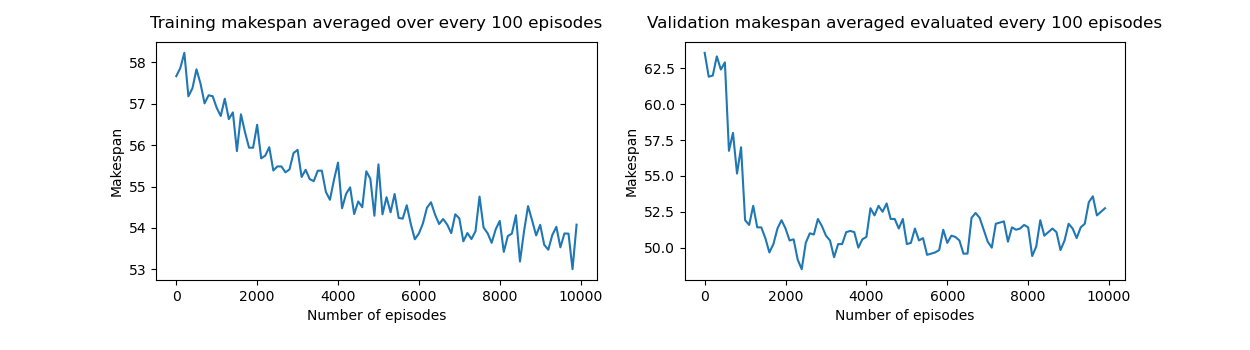 Training makespan averaged over every 100 episodes
58
57
56
55
54
53
Makespan
0 2000 4000 6000 8000 10000
Number of episodes
Validation makespan averaged evaluated every 100 episodes
62.5
60.0
57.5
55.0
52.5
50.0
Makespan
0 2000 4000 6000 8000 10000
Number of episodes